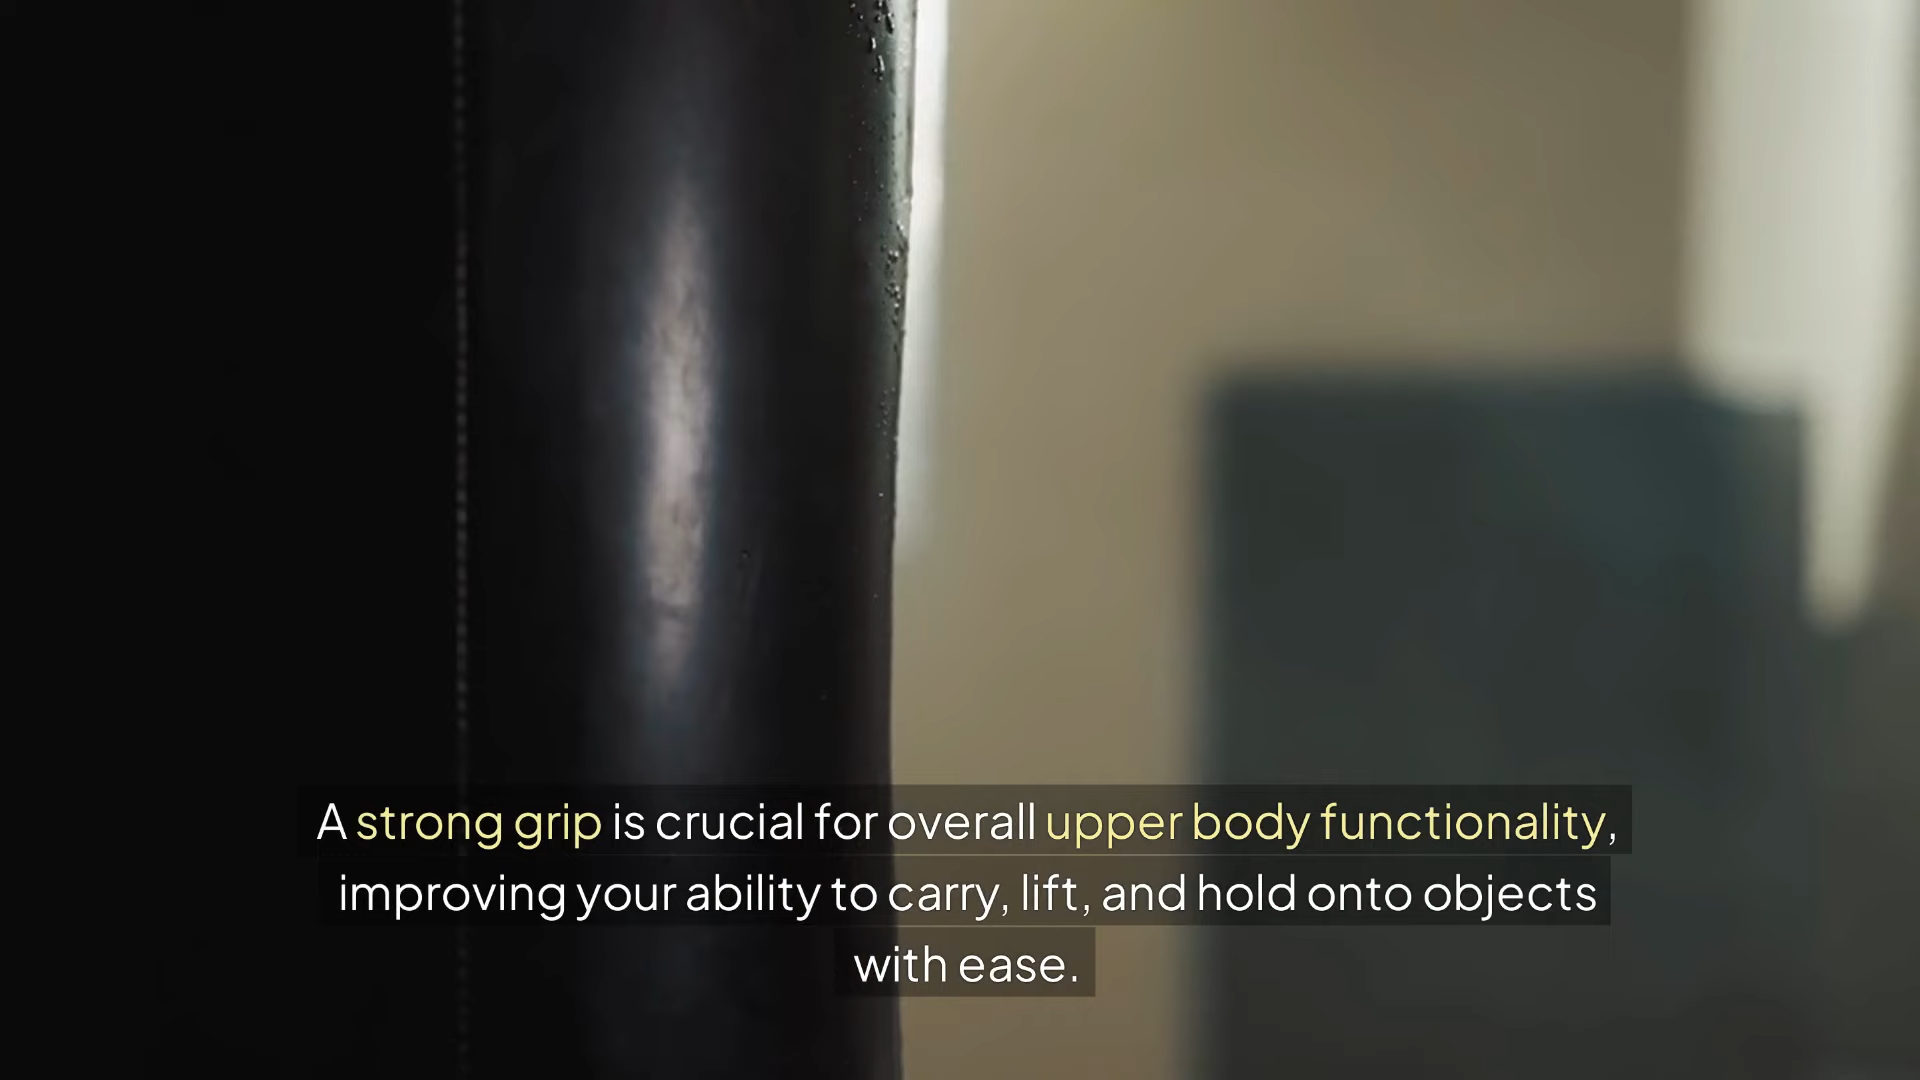 A strong grip is crucial for overall upper body functionality,
improving your ability to carry, lift, and hold onto objects
with ease.